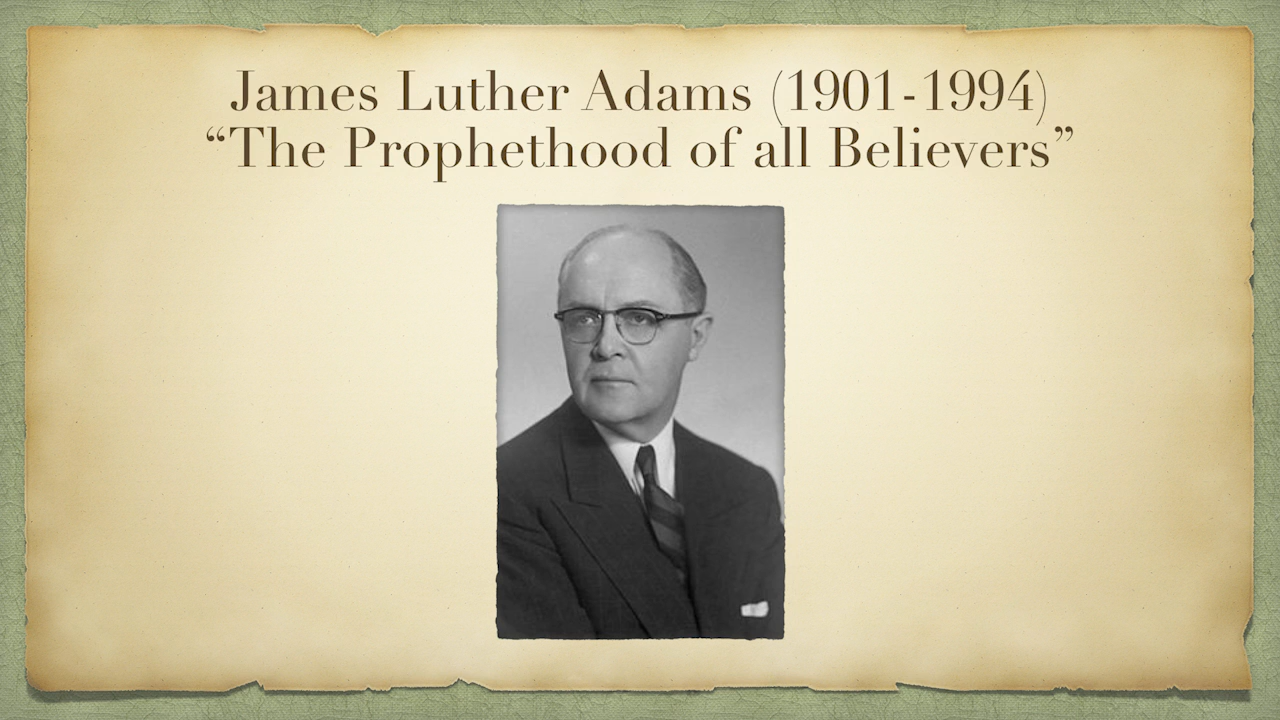 James Luther Adams (1901-1994)
“The Prophethood of all Believers”